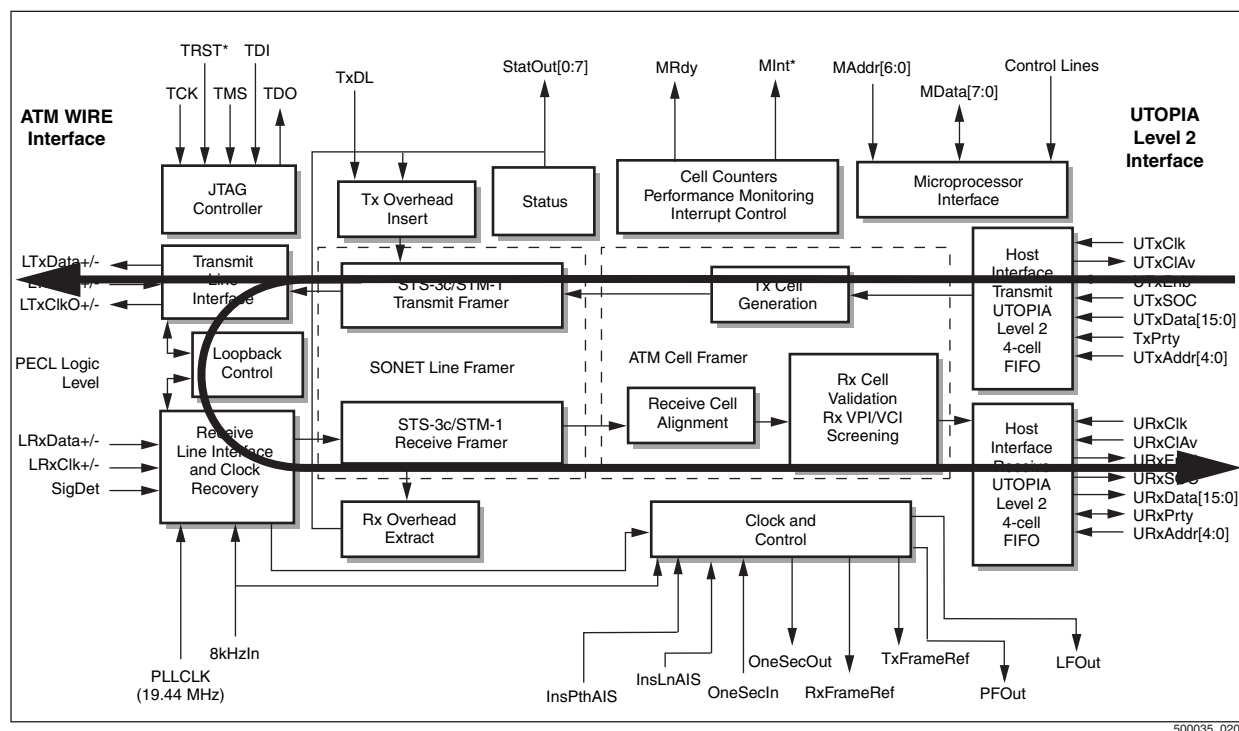 TRST*
TDI
TxDL
StatOut[0:7]
MRdy
MInt*
MAddr[6:0]
Control Lines
MData[7:0]
TCK
TMS
TDO
ATM WIRE
Interface
UTOPIA
Level 2
Interface
JTAG
Controller
Tx Overhead
Insert
Status
Cell Counters
Performance Monitoring
Interrupt Control
Microprocessor
Interface
LTxData+/-
LTxClkO+/-
Transmit
Line
Interface
STS-3c/STM-1
Transmit Framer
Tx Cell
Generation
Host
Interface
Transmit
UTOPIA
Level 2
4-cell
FIFO
UTxClk
UTxClAv
UTxEnb
UTxSOC
UTxData[15:0]
TxPrty
UTxAddr[4:0]
PECL Logic
Level
Loopback
Control
SONET Line Framer
ATM Cell Framer
Receive Cell
Alignment
Rx Cell
Validation
Rx VPI/VCI
Screening
LRxData+/-
LRxClk+/-
SigDet
Receive
Line Interface
and Clock
Recovery
STS-3c/STM-1
Receive Framer
Host
Interface
Receive
UTOPIA
Level 2
4-cell
FIFO
URxClk
URxClAv
URxData[15:0]
URxPrty
URxAddr[4:0]
Rx Overhead
Extract
Clock and
Control
8kHzIn
PLLCLK
(19.44 MHz)
InsPthAIS
InsLnAIS
OneSecIn
OneSecOut
RxFrameRef
TxFrameRef
PFOut
LFOut
500035_020